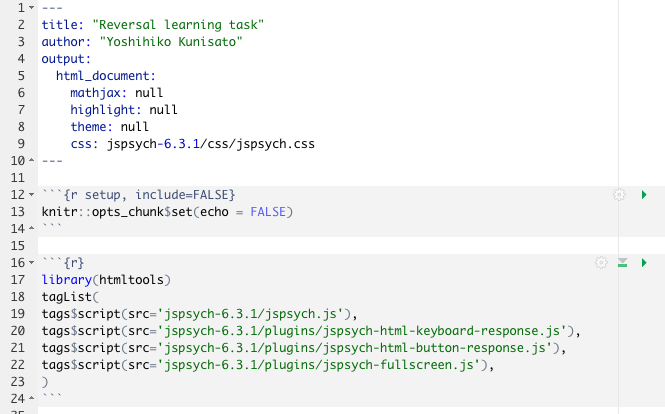 1 ---
2 title: "Reversal learning task"
3 author: "Yoshihiko Kunisato"
4 output:
5   html_document:
6     mathjax: null
7     highlight: null
8     theme: null
9     css: jspsych-6.3.1/css/jspsych.css
10 ---
11
12 ```{r setup, include=FALSE}
13 knitr::opts_chunk$set(echo = FALSE)
14 ```
15
16 ```{r}
17 library(htmltools)
18 tagList(
19 tags$script(src='jspsych-6.3.1/jspsych.js'),
20 tags$script(src='jspsych-6.3.1/plugins/jspsych-html-keyboard-response.js'),
21 tags$script(src='jspsych-6.3.1/plugins/jspsych-html-button-response.js'),
22 tags$script(src='jspsych-6.3.1/plugins/jspsych-fullscreen.js'),
23 )
24 ```